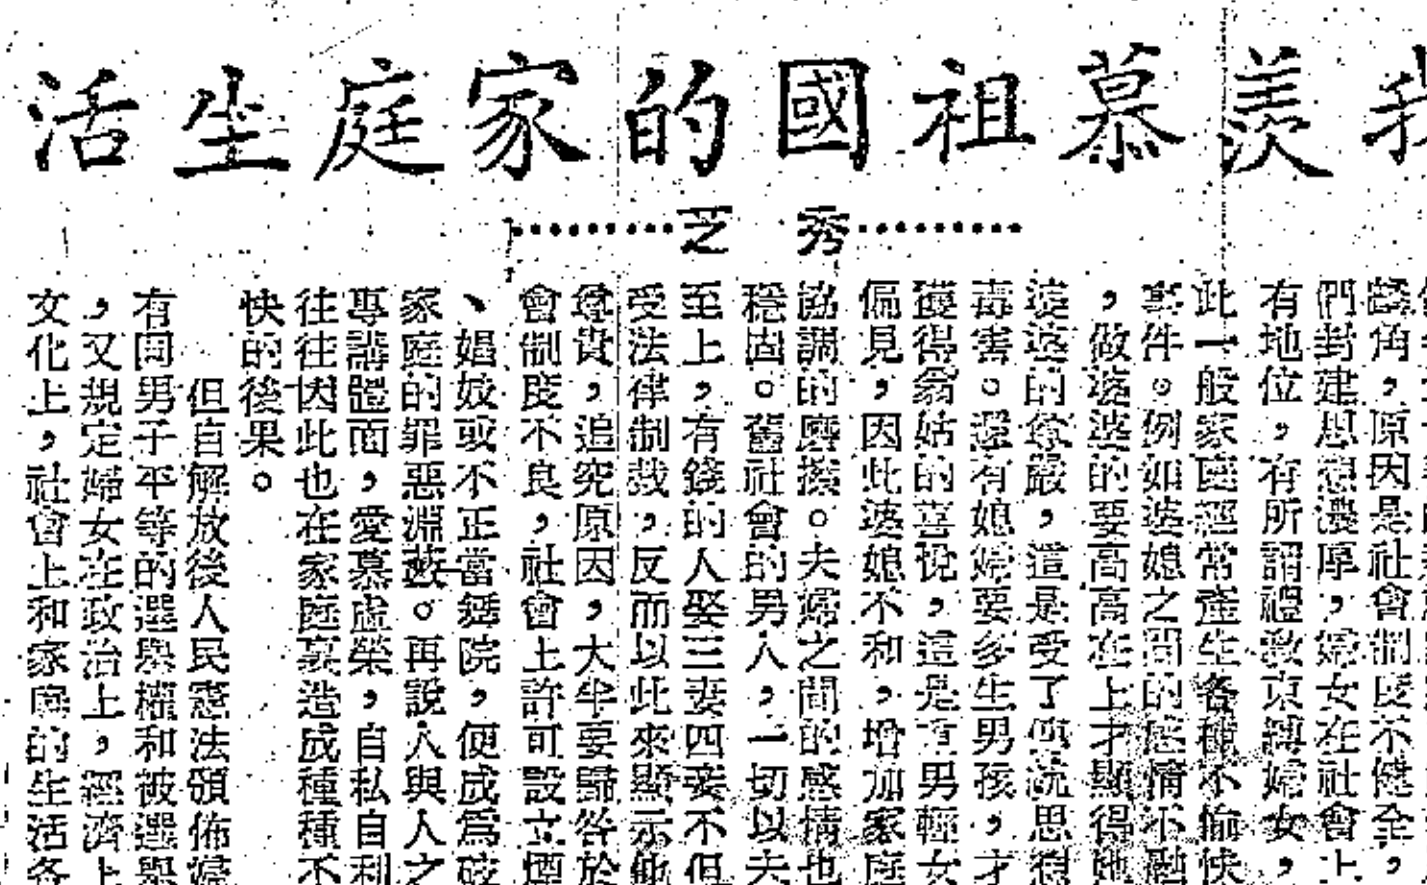 我羨慕祖國的家庭生活
秀芝
麟角，原因是社會制度不健全，
們封建思想濃厚，婦女在社會上
有地位，有所謂禮教束縛婦女，
此一般家庭經常產生各種不愉快
事件。例如婆媳之間的感情不融
，做婆婆的要高高在上才顯得她
婆婆的尊嚴，這是受了傳統思想
毒害。還有媳婦要多生男孩，才
獲得翁姑的喜悅，這是重男輕女
偏見，因此婆媳不和，增加家庭
協調的磨擦。夫婦之間的感情也
穩固。舊社會的男人，一切以夫
至上，有錢的人娶三妻四妾不但
受法律制裁，反而以此來顯示他
尊貴，追究原因，大半要歸咎於
會制度不良，社會上許可設立煙
、娼妓或不正當院，便成爲破
家庭的罪惡淵藪。再說人與人之
專講體面，愛慕虛榮，自私自利
往往因此也在家庭裏造成種種不
快的後果。
但自解放後人民憲法頒佈婦
有同男子平等的選舉權和被選舉
，又規定婦女在政治上，經濟上
文化上，社會上和家庭的生活各